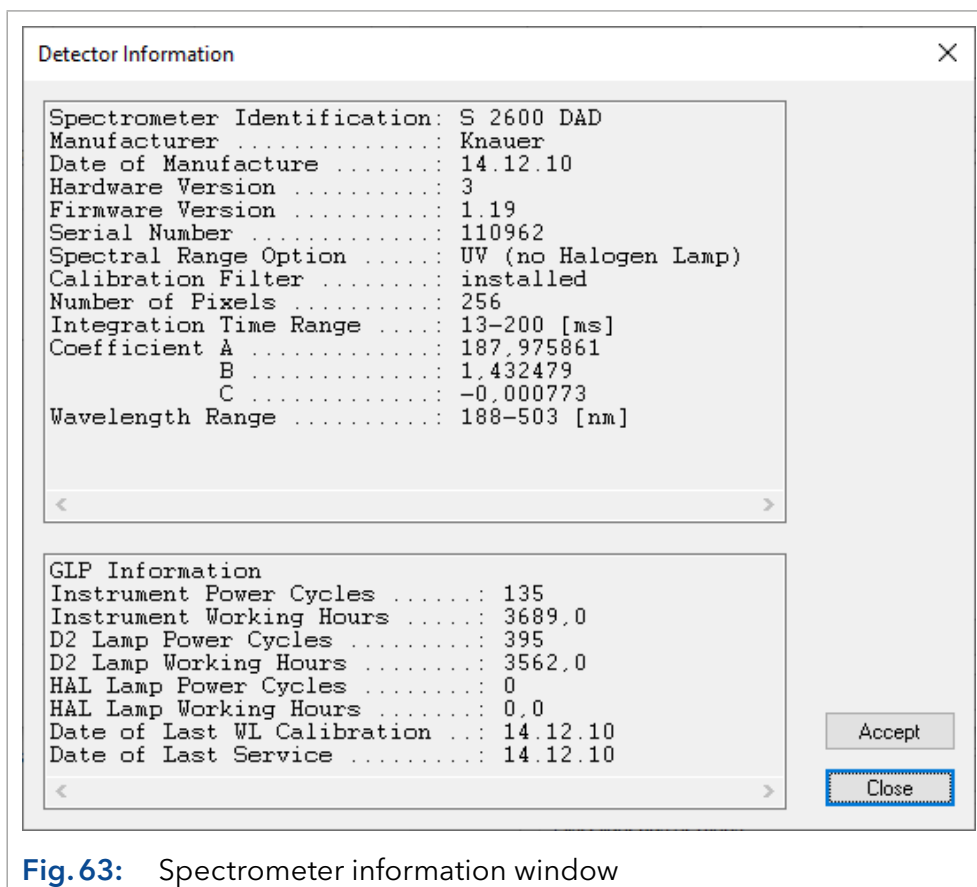 Detector Information
Spectrometer Identification: S 2600 DAD
Manufacturer ..............: Knauer
Date of Manufacture .......: 14.12.10
Hardware Version ..........: 3
Firmware Version ..........: 1.19
Serial Number .............: 110962
Spectral Range Option .....: UV (no Halogen Lamp)
Calibration Filter ........: installed
Number of Pixels ..........: 256
Integration Time Range ....: 13-200 [ms]
Coefficient A .............: 187,975861
B .............: 1,432479
C .............: -0,000773
Wavelength Range ..........: 188-503 [nm]
GLP Information
Instrument Power Cycles ......: 135
Instrument Working Hours .....: 3689,0
D2 Lamp Power Cycles .........: 395
D2 Lamp Working Hours ........: 3562,0
HAL Lamp Power Cycles ........: 0
HAL Lamp Working Hours .......: 0,0
Date of Last WL Calibration ..: 14.12.10
Date of Last Service .........: 14.12.10
Accept
Close
Fig. 63: Spectrometer information window